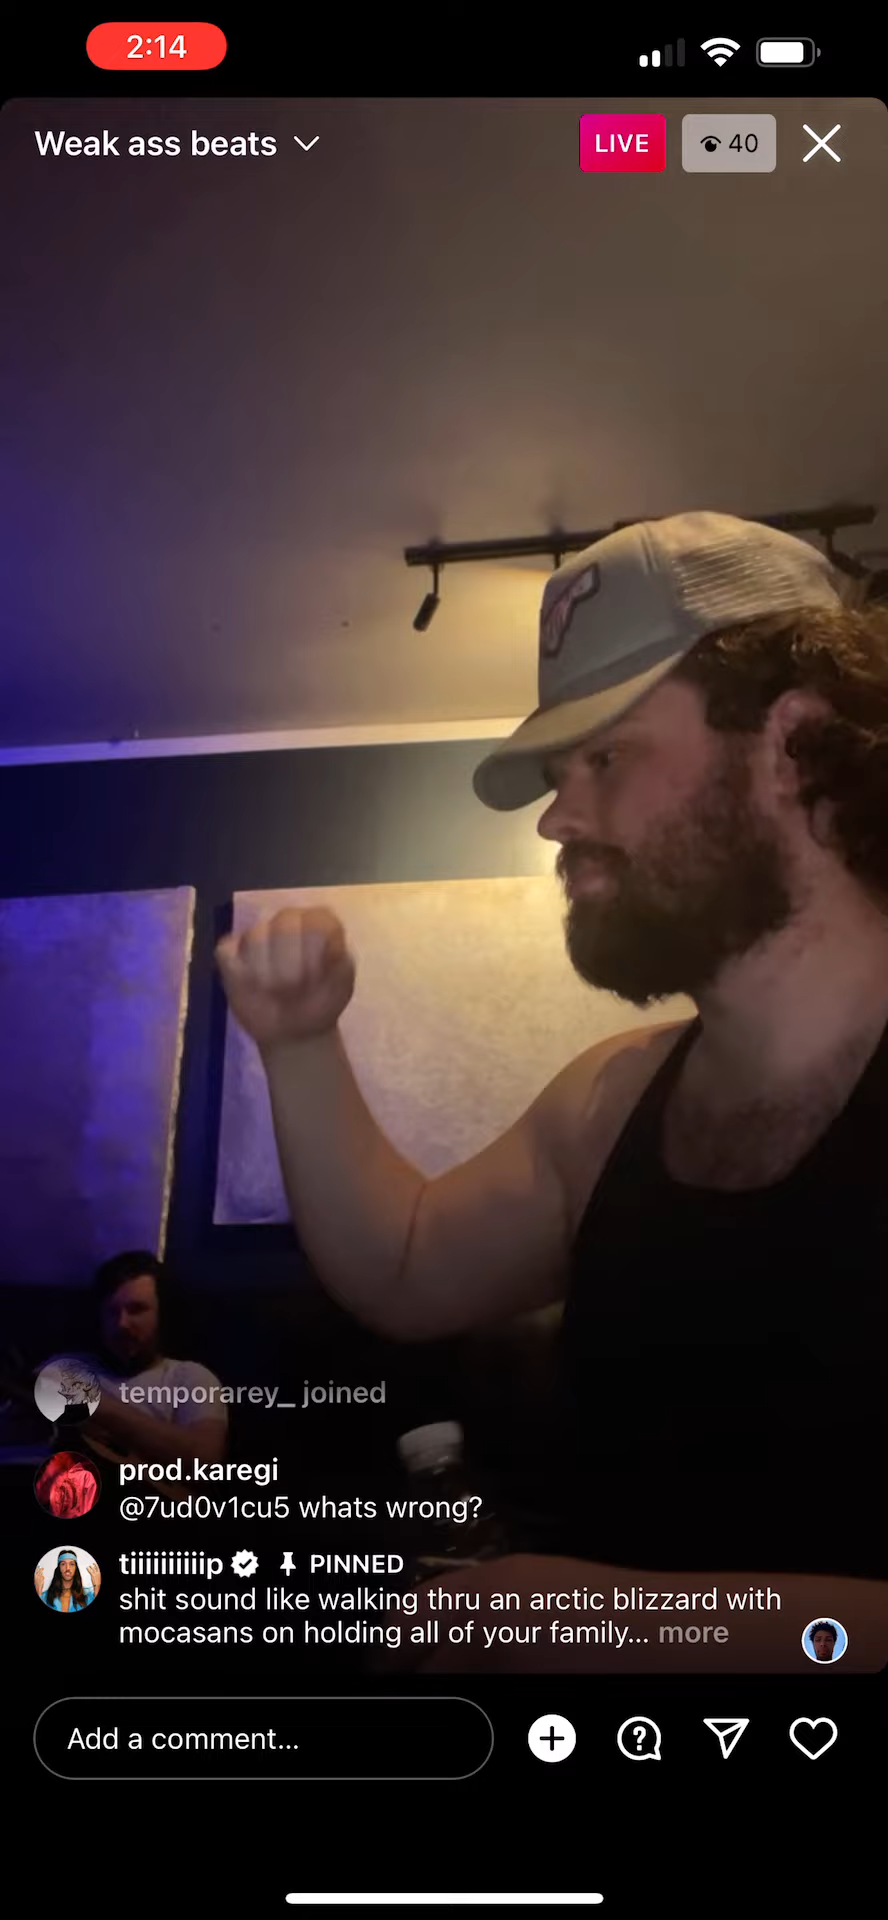 2:14
Weak ass beats
LIVE
40
temporarey_ joined
prod.karegi
@7ud0v1cu5 whats wrong?
tiiiiiiiiiip PINNED
shit sound like walking thru an arctic blizzard with
mocasans on holding all of your family... more
Add a comment...